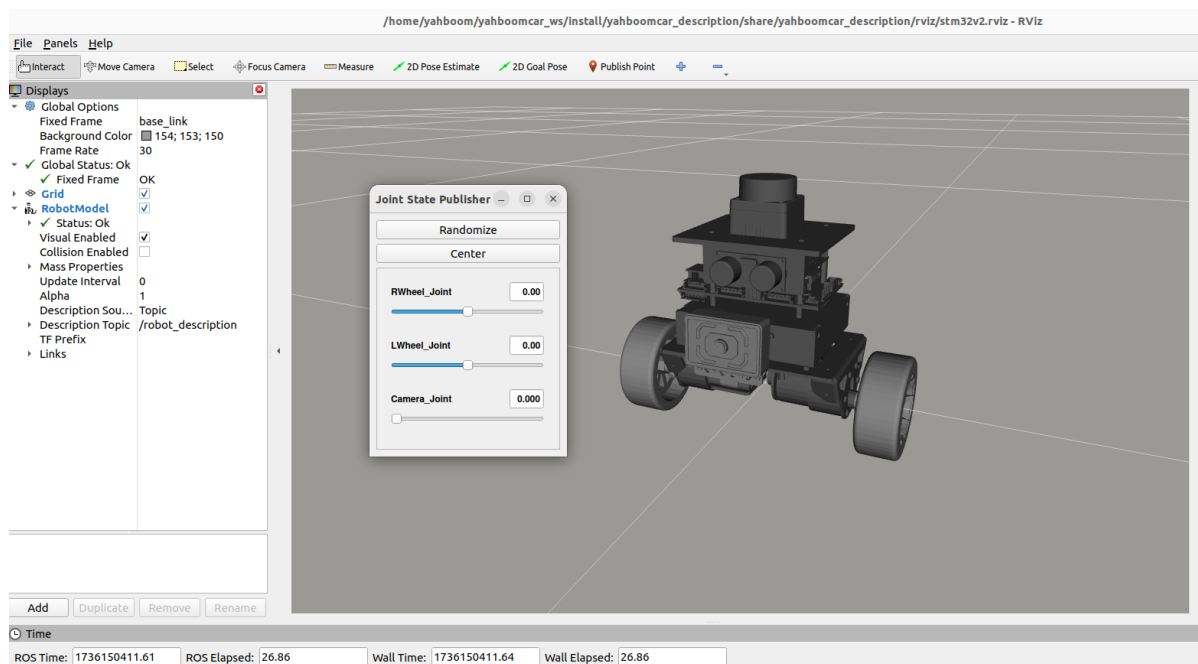 /home/yahboom/yahboomcar_ws/install/yahboomcar_description/share/yahboomcar_description/rviz/stm32v2.rviz - RViz
File Panels Help
Interact Move Camera Select Focus Camera Measure 2D Pose Estimate 2D Goal Pose Publish Point
Displays
Global Options
Fixed Frame base_link
Background Color 154; 153; 150
Frame Rate 30
Global Status: Ok
Fixed Frame OK
Grid
RobotModel
Status: Ok
Visual Enabled
Collision Enabled
Mass Properties
Update Interval 0
Alpha 1
Description Sou... Topic
Description Topic /robot_description
TF Prefix
Links
Joint State Publisher
Randomize
Center
RWheel_Joint 0.00
LWheel_Joint 0.00
Camera_Joint 0.000
Add Duplicate Remove Rename
Time
ROS Time: 1736150411.61 ROS Elapsed: 26.86 Wall Time: 1736150411.64 Wall Elapsed: 26.86